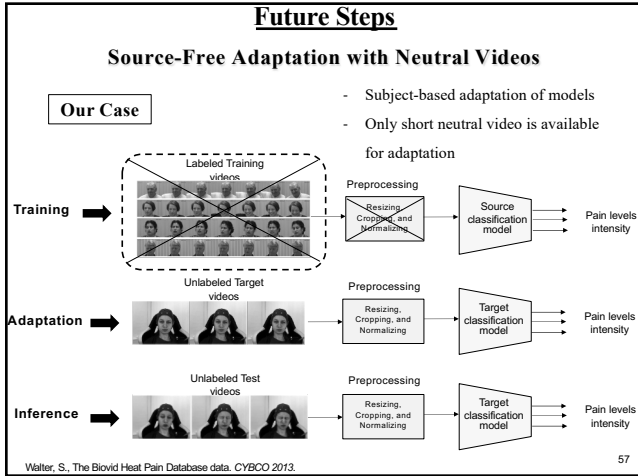 Future Steps
Source-Free Adaptation with Neutral Videos
Our Case
- Subject-based adaptation of models
- Only short neutral video is available
for adaptation
Labeled Training
videos
Training
Preprocessing
Resizing,
Cropping, and
Normalizing
Source
classification
model
Pain levels
intensity
Unlabeled Target
videos
Adaptation
Preprocessing
Resizing,
Cropping, and
Normalizing
Target
classification
model
Pain levels
intensity
Unlabeled Test
videos
Inference
Preprocessing
Resizing,
Cropping, and
Normalizing
Target
classification
model
Pain levels
intensity
Walter, S., The Biovid Heat Pain Database data. CYBCO 2013.
57